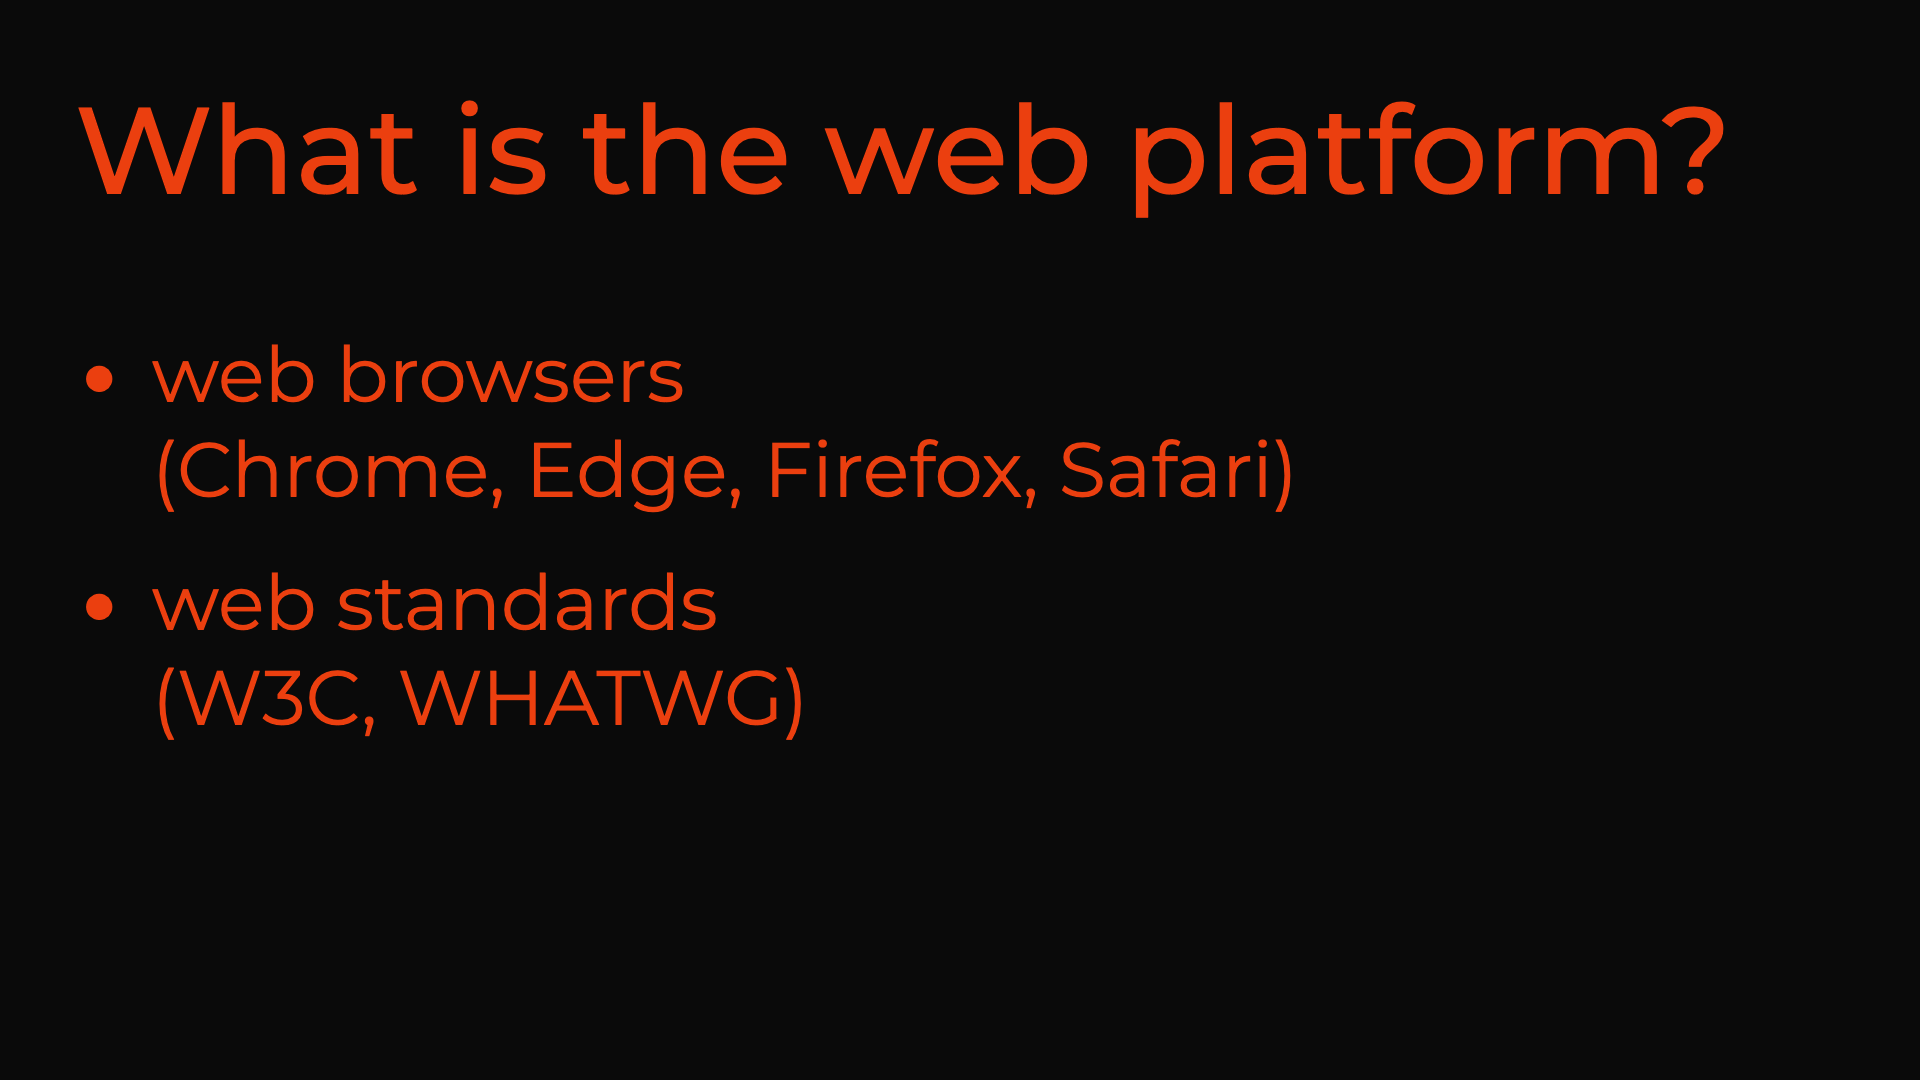 What is the web platform?
• web browsers
(Chrome, Edge, Firefox, Safari)
• web standards
(W3C, WHATWG)